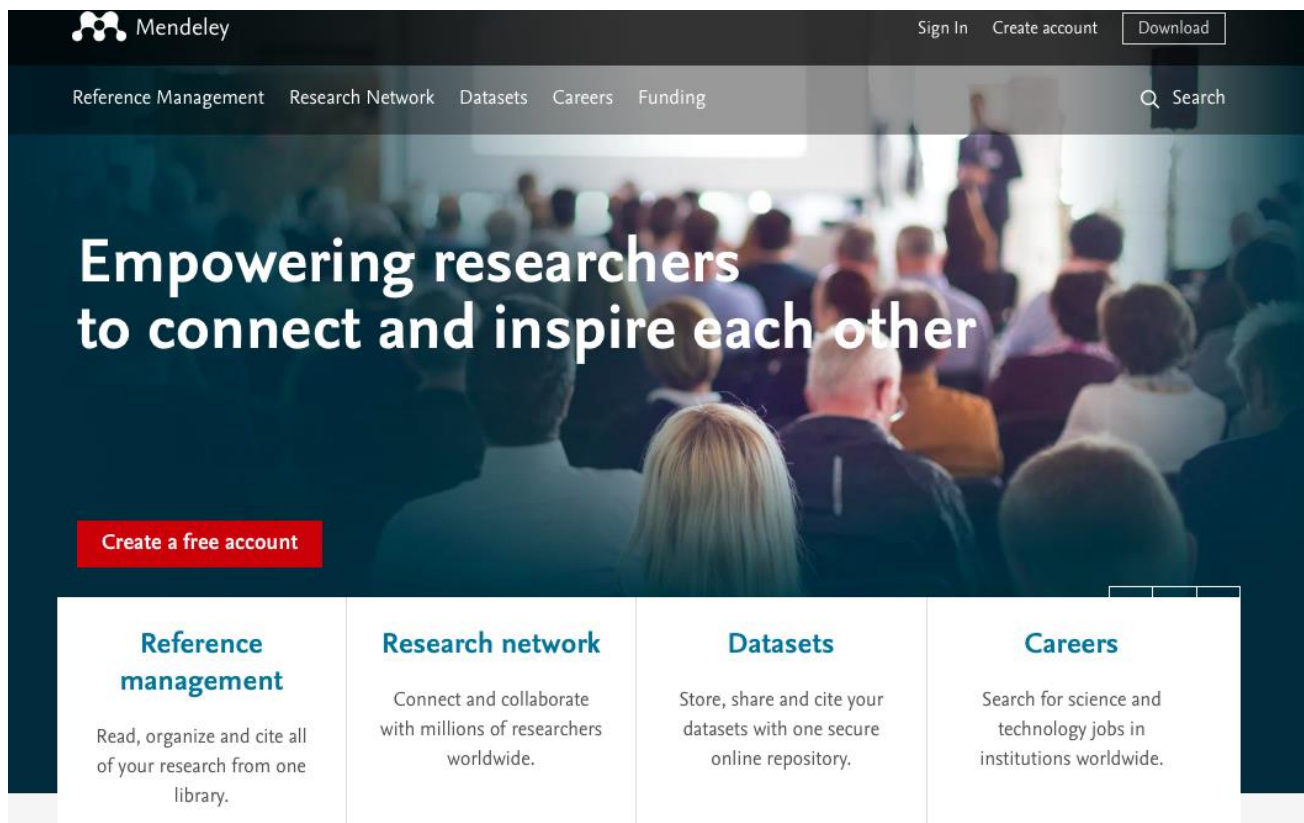 Mendeley
Sign In
Create account
Download
Reference Management
Research Network
Datasets
Careers
Funding
Search
Empowering researchers
to connect and inspire each other
Create a free account
Reference
management
Read, organize and cite all
of your research from one
library.
Research network
Connect and collaborate
with millions of researchers
worldwide.
Datasets
Store, share and cite your
datasets with one secure
online repository.
Careers
Search for science and
technology jobs in
institutions worldwide.